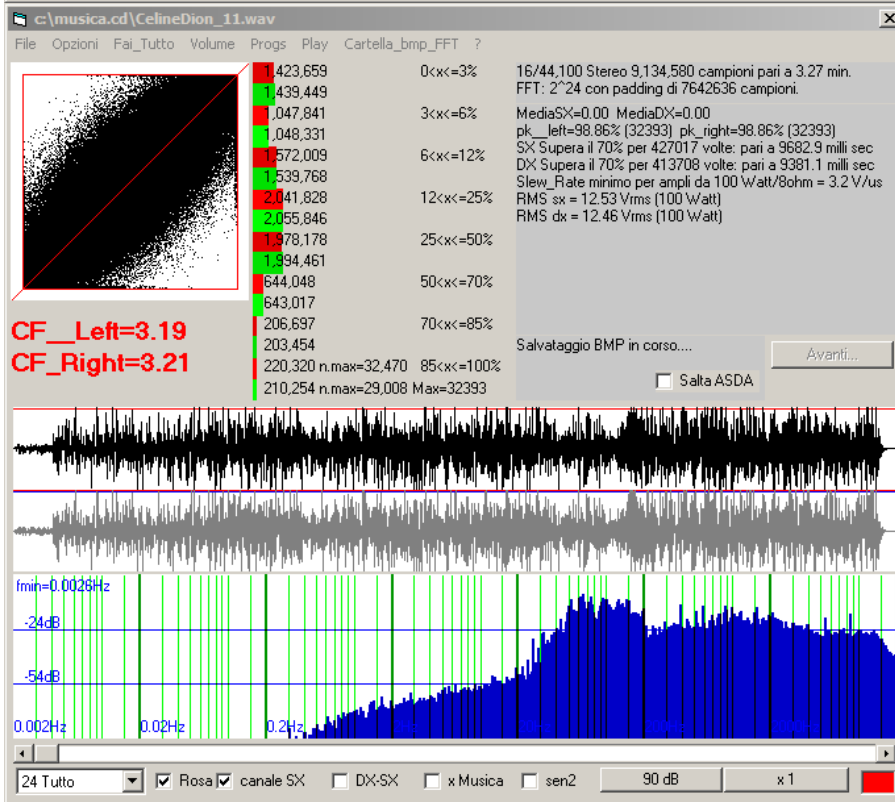 c:\musica.cd\CelineDion_11.wav
File Opzioni Fai_Tutto Volume Progs Play Cartella_bmp_FFT ?
1,423,659 0<x<=3%
1,439,449
1,047,841 3<x<=6%
1,048,331
1,572,009 6<x<=12%
1,539,768
2,041,828 12<x<=25%
2,055,846
1,978,178 25<x<=50%
1,994,461
644,048 50<x<=70%
643,017
206,697 70<x<=85%
203,454
220,320 n.max=32,470 85<x<=100%
210,254 n.max=29,008 Max=32393
CF__Left=3.19
CF_Right=3.21
16/44,100 Stereo 9,134,580 campioni pari a 3.27 min.
FFT: 2^24 con padding di 7642636 campioni.
MediaSX=0.00 MediaDX=0.00
pk__left=98.86% (32393) pk_right=98.86% (32393)
SX Supera il 70% per 427017 volte: pari a 9682.9 milli sec
DX Supera il 70% per 413708 volte: pari a 9381.1 milli sec
Slew_Rate minimo per ampli da 100 Watt/8ohm = 3.2 V/us
RMS sx = 12.53 Vrms (100 Watt)
RMS dx = 12.46 Vrms (100 Watt)
Salvataggio BMP in corso....
Avanti...
Salta ASDA
fmin=0.0026Hz
-24dB
-54dB
0.002Hz 0.02Hz 0.2Hz
24 Tutto Rosa canale SX DX-SX x Musica sen2 90 dB x 1